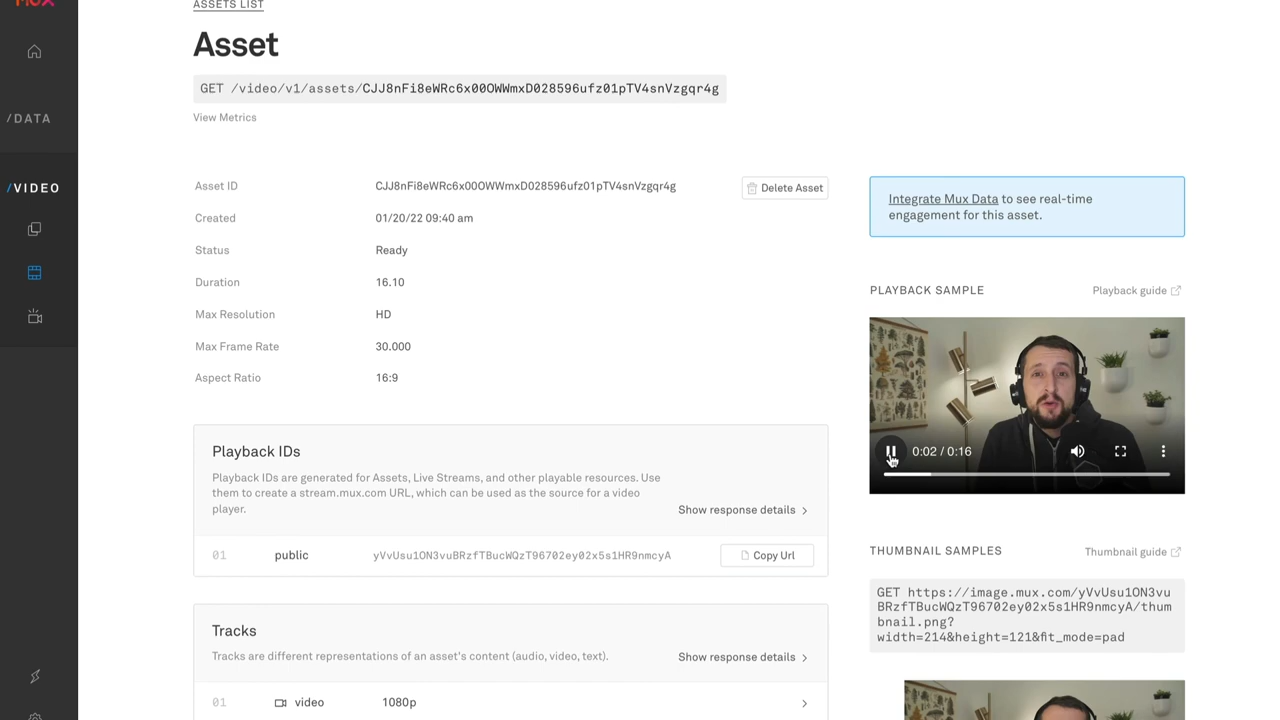 mux
ASSETS LIST
Asset
GET /video/v1/assets/CJJ8nFi8eWRc6x00OWWmxD028596ufz01pTV4snVzgqr4g
View Metrics
/DATA
/VIDEO
Asset ID CJJ8nFi8eWRc6x00OWWmxD028596ufz01pTV4snVzgqr4g Delete Asset
Created 01/20/22 09:40 am
Status Ready
Duration 16.10
Max Resolution HD
Max Frame Rate 30.000
Aspect Ratio 16:9
Integrate Mux Data to see real-time
engagement for this asset.
PLAYBACK SAMPLE Playback guide
0:02 / 0:16
Playback IDs
Playback IDs are generated for Assets, Live Streams, and other playable resources. Use
them to create a stream.mux.com URL, which can be used as the source for a video
player.
Show response details
01 public yVvUsu1ON3vuBRzfTBucWQzT96702ey02x5s1HR9nmcyA Copy Url
THUMBNAIL SAMPLES Thumbnail guide
GET https://image.mux.com/yVvUsu1ON3vu
BRzfTBucWQzT96702ey02x5s1HR9nmcyA/thum
bnail.png?
width=214&height=121&fit_mode=pad
Tracks
Tracks are different representations of an asset's content (audio, video, text).
Show response details
01 video 1080p